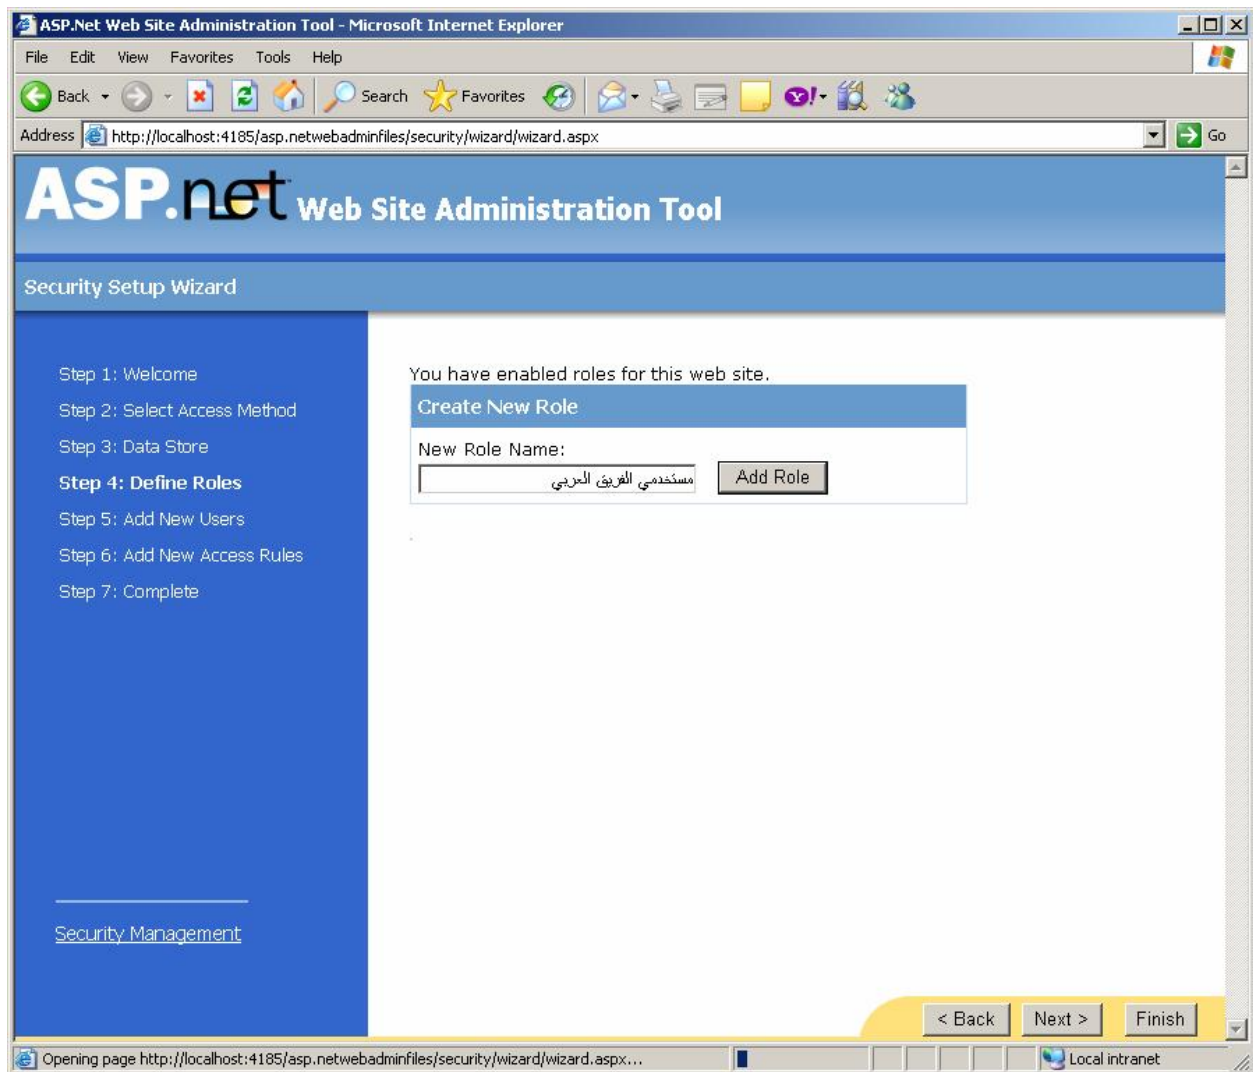 ASP.Net Web Site Administration Tool - Microsoft Internet Explorer
File Edit View Favorites Tools Help
Back Search Favorites
Address http://localhost:4185/asp.netwebadminfiles/security/wizard/wizard.aspx Go
ASP.net Web Site Administration Tool
Security Setup Wizard
Step 1: Welcome
Step 2: Select Access Method
Step 3: Data Store
Step 4: Define Roles
Step 5: Add New Users
Step 6: Add New Access Rules
Step 7: Complete
Security Management
You have enabled roles for this web site.
Create New Role
New Role Name:
مستخدمي الفريق العربي Add Role
< Back Next > Finish
Opening page http://localhost:4185/asp.netwebadminfiles/security/wizard/wizard.aspx... Local intranet